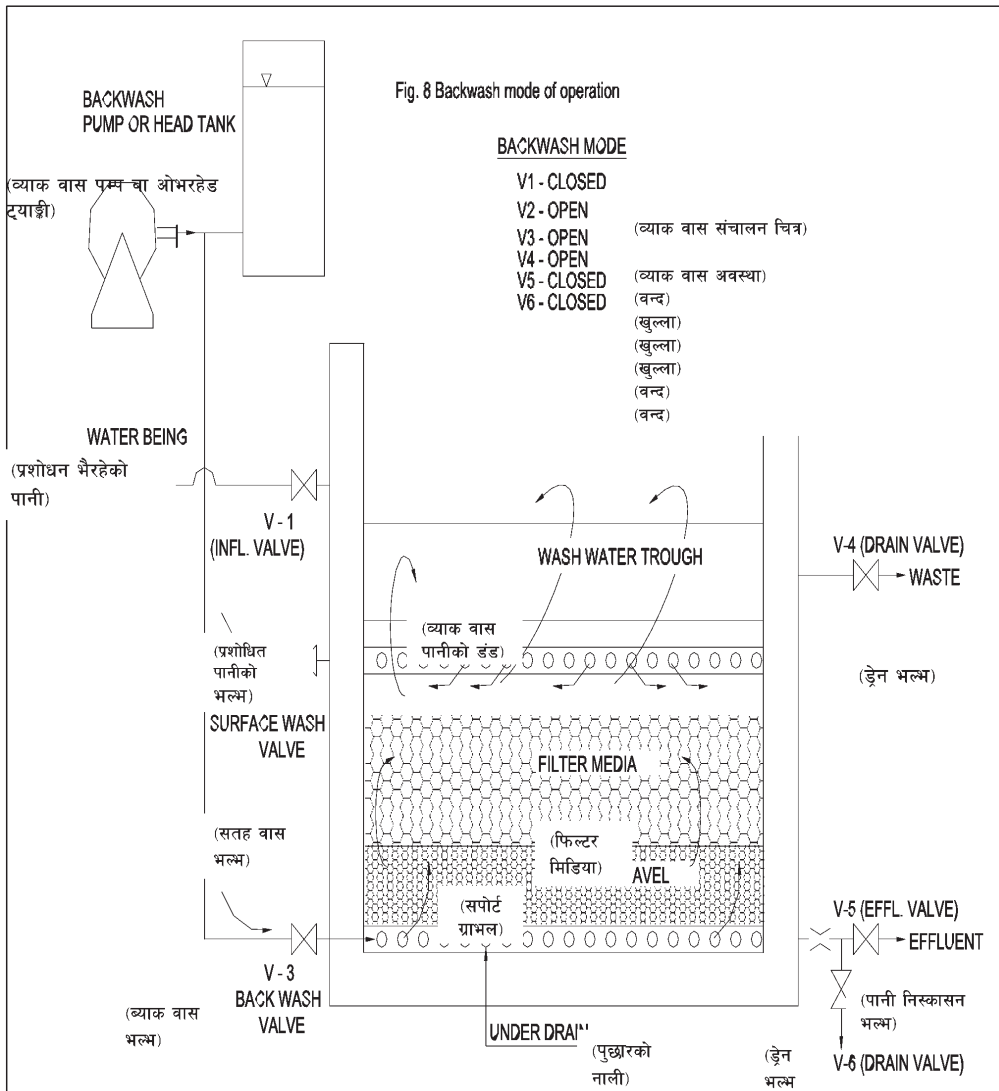 BACKWASH
PUMP OR HEAD TANK
Fig. 8 Backwash mode of operation
(व्याक वास पम्प बा ओभरहेड
ट्याङ्की)
BACKWASH MODE
V1 - CLOSED
V2 - OPEN
V3 - OPEN
V4 - OPEN
V5 - CLOSED
V6 - CLOSED
(व्याक वास संचालन चित्र)
(व्याक वास अवस्था)
(वन्द)
(खुल्ला)
(खुल्ला)
(खुल्ला)
(वन्द)
(वन्द)
WATER BEING
(प्रशोधन भैरहेको
पानी)
V - 1
(INFL. VALVE)
WASH WATER TROUGH
V-4 (DRAIN VALVE)
WASTE
(व्याक वास
पानीको डंड)
(प्रशोधित
पानीको
भल्भ)
(ड्रेन भल्भ)
SURFACE WASH
VALVE
FILTER MEDIA
(सतह वास
भल्भ)
(फिल्टर
मिडिया)
AVEL
(सपोर्ट
ग्राभल)
V-5 (EFFL. VALVE)
EFFLUENT
V - 3
BACK WASH
VALVE
(ब्याक वास
भल्भ)
(पानी निस्कासन
भल्भ)
UNDER DRAIN
(पुछारको
नाली)
(ड्रेन
भल्भ
V-6 (DRAIN VALVE)